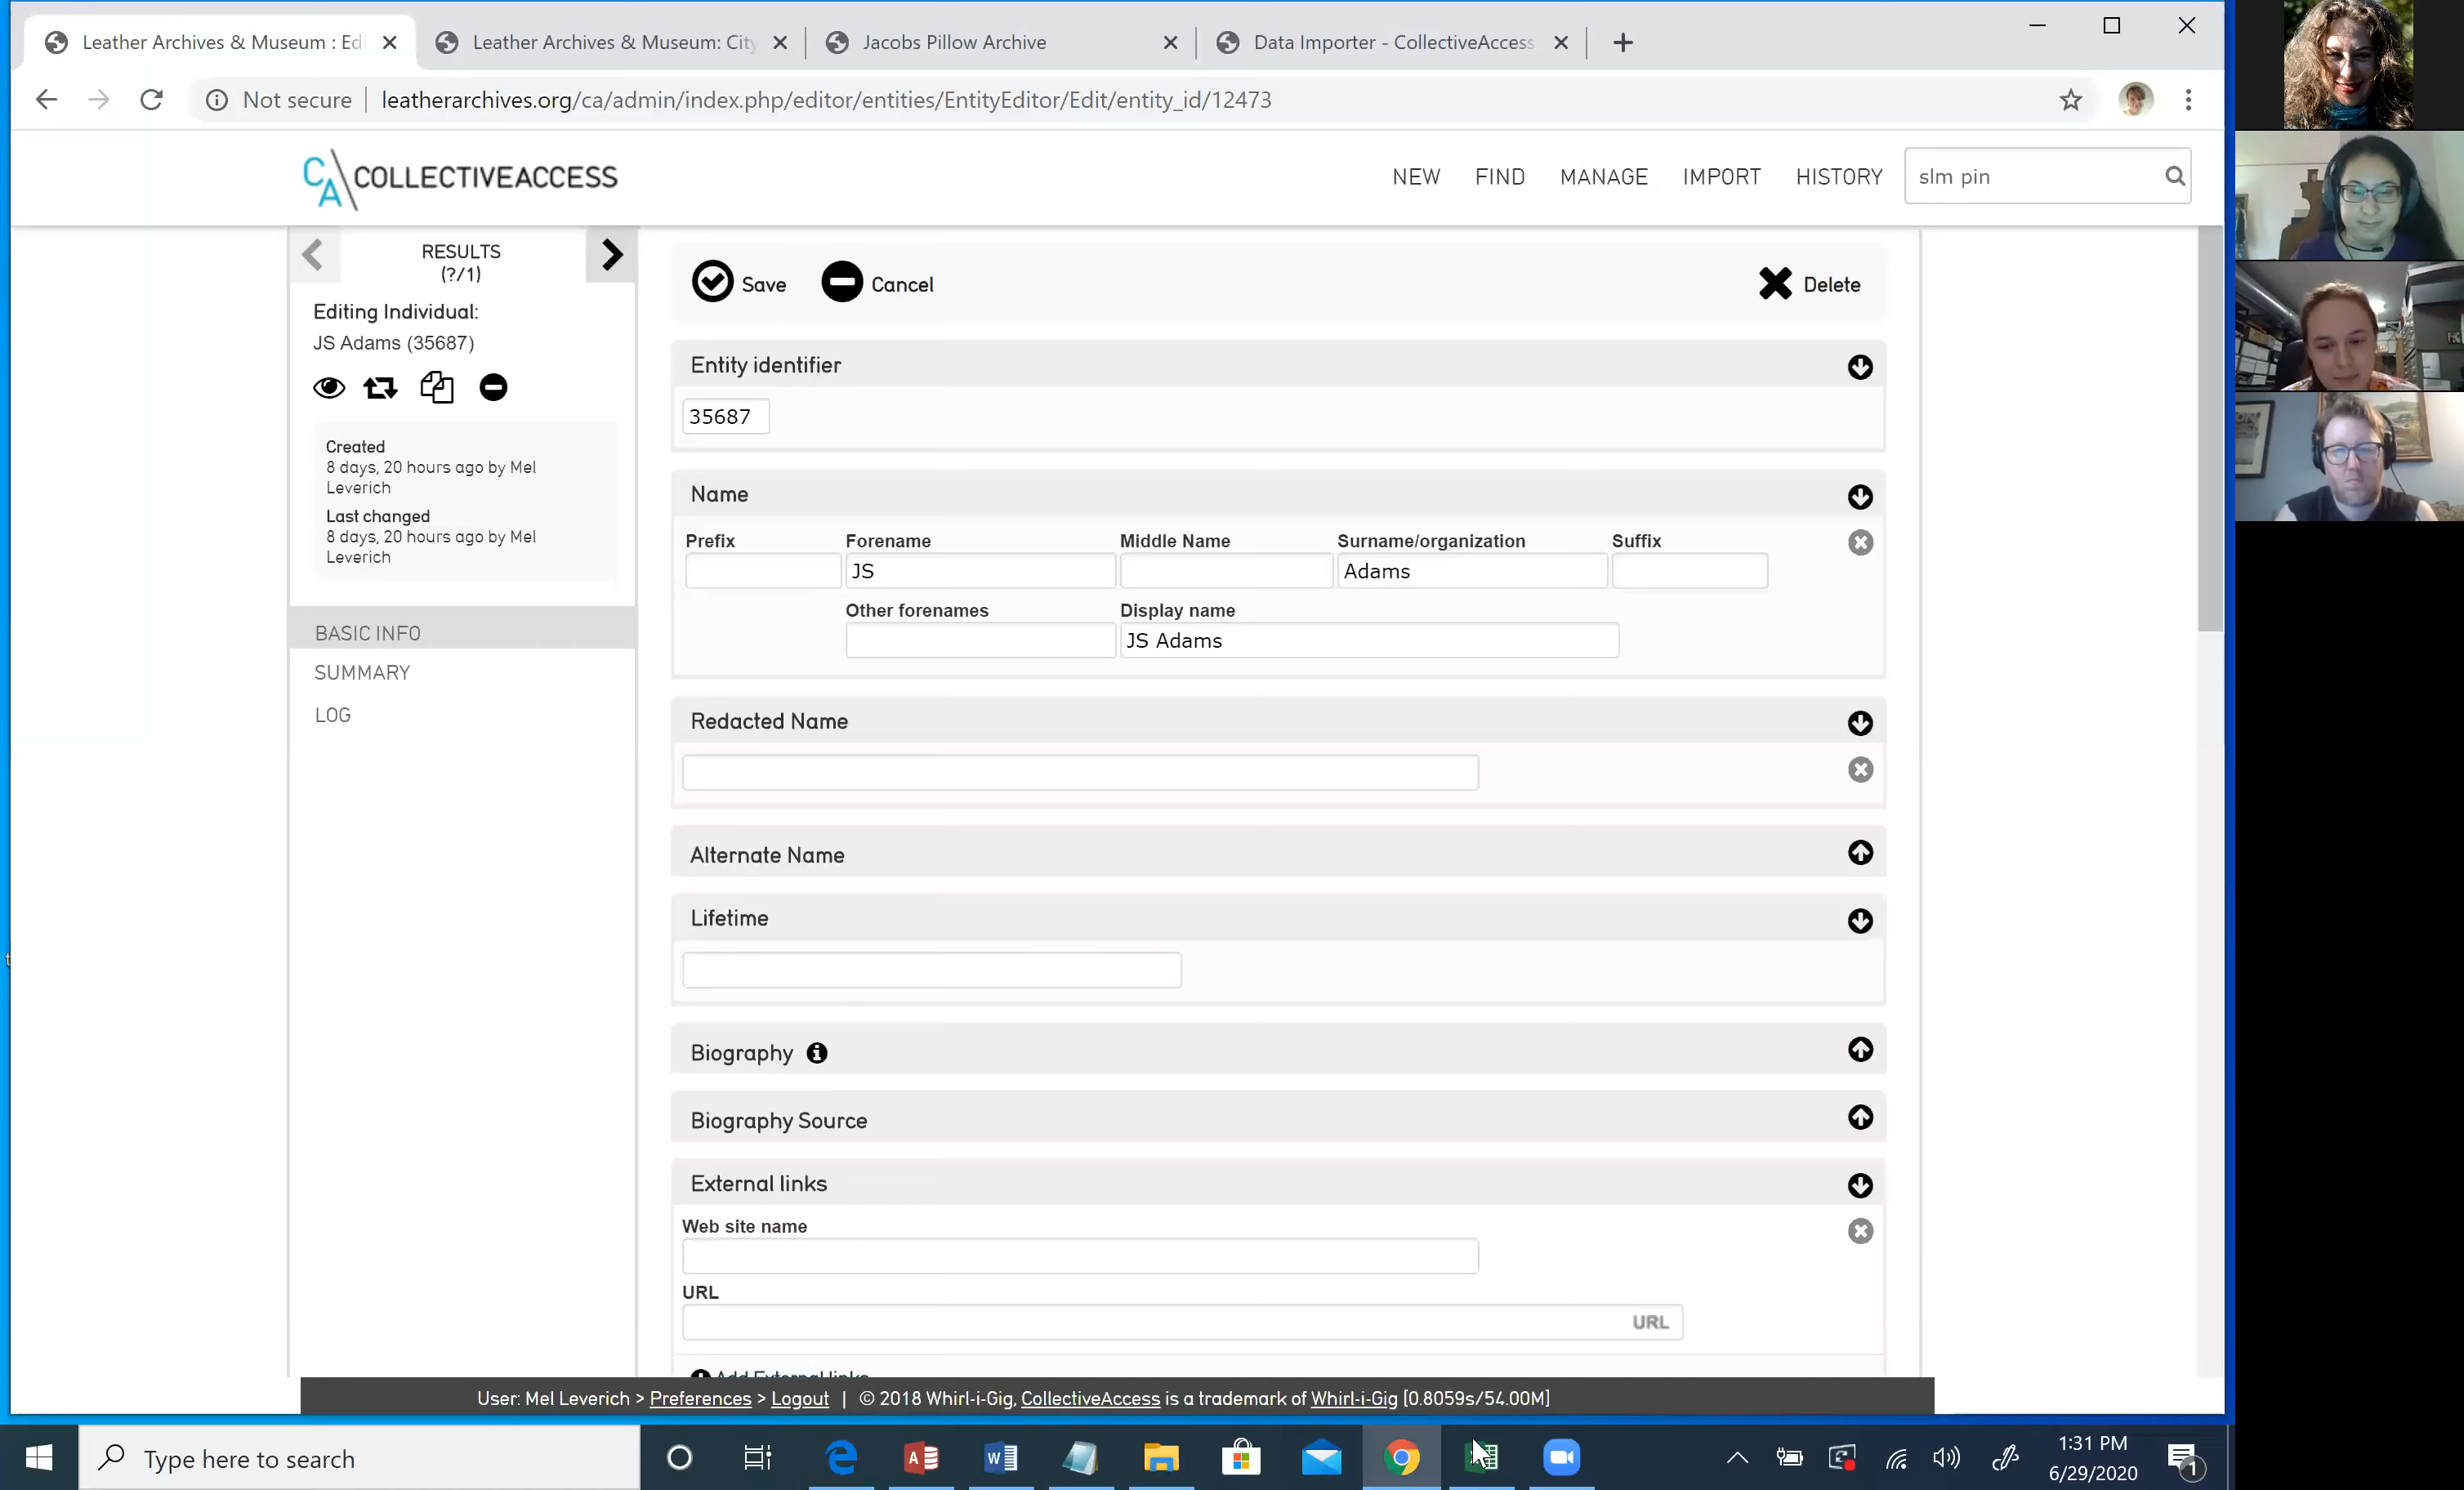 Leather Archives & Museum : Edi
Leather Archives & Museum: City
Jacobs Pillow Archive
Data Importer - CollectiveAccess
Not secure
leatherarchives.org/ca/admin/index.php/editor/entities/EntityEditor/Edit/entity_id/12473
CA COLLECTIVEACCESS
NEW FIND MANAGE IMPORT HISTORY
slm pin
RESULTS
(?/1)
Editing Individual:
JS Adams (35687)
Created
8 days, 20 hours ago by Mel
Leverich
Last changed
8 days, 20 hours ago by Mel
Leverich
BASIC INFO
SUMMARY
LOG
Save Cancel Delete
Entity identifier
35687
Name
Prefix Forename Middle Name Surname/organization Suffix
JS Adams
Other forenames Display name
JS Adams
Redacted Name
Alternate Name
Lifetime
Biography
Biography Source
External links
Web site name
URL
URL
Add External links
User: Mel Leverich > Preferences > Logout | © 2018 Whirl-i-Gig, CollectiveAccess is a trademark of Whirl-i-Gig [0.8059s/54.00M]
Type here to search
1:31 PM
6/29/2020
1